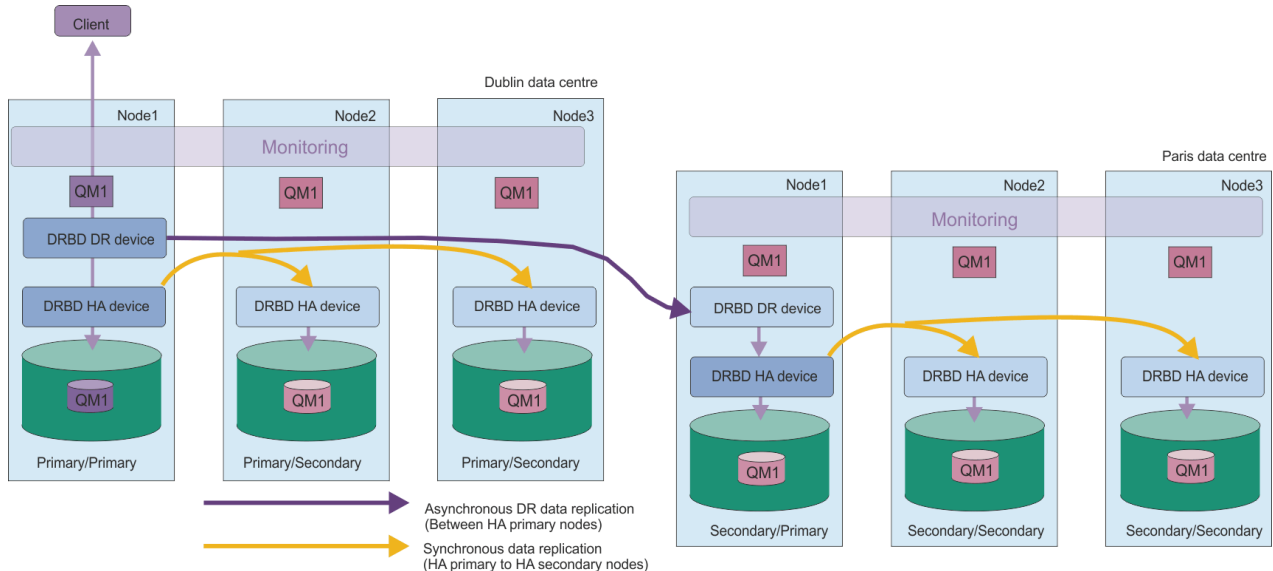 Client
Dublin data centre
Node1
Node2
Node3
Monitoring
QM1
QM1
QM1
DRBD DR device
DRBD HA device
DRBD HA device
DRBD HA device
QM1
QM1
QM1
Primary/Primary
Primary/Secondary
Primary/Secondary
Paris data centre
Node1
Node2
Node3
Monitoring
QM1
QM1
QM1
DRBD DR device
DRBD HA device
DRBD HA device
DRBD HA device
QM1
QM1
QM1
Secondary/Primary
Secondary/Secondary
Secondary/Secondary
Asynchronous DR data replication
(Between HA primary nodes)
Synchronous data replication
(HA primary to HA secondary nodes)